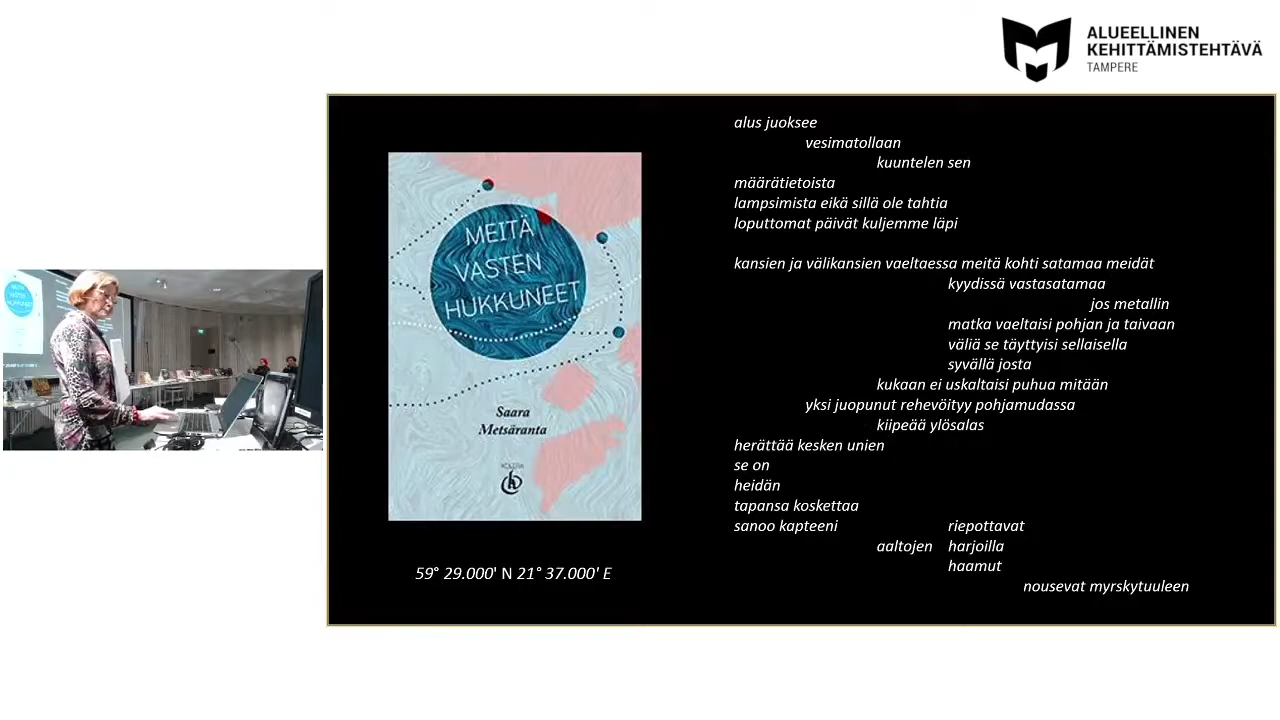 ALUEELLINEN
KEHITTÄMISTEHTÄVÄ
TAMPERE
MEITÄ
VASTEN
HUKKUNEET
Saara
Metsäranta
KOLERA
59° 29.000' N 21° 37.000' E
alus juoksee
vesimatollaan
kuuntelen sen
määrätietoista
lampsimista eikä sillä ole tahtia
loputtomat päivät kuljemme läpi
kansien ja välikansien vaeltaessa meitä kohti satamaa meidät
kyydissä vastasatamaa
jos metallin
matka vaeltaisi pohjan ja taivaan
väliä se täyttyisi sellaisella
syvällä josta
kukaan ei uskaltaisi puhua mitään
yksi juopunut rehevöityy pohjamudassa
kiipeää ylösalas
herättää kesken unien
se on
heidän
tapansa koskettaa
sanoo kapteeni riepottavat
aaltojen harjoilla
haamut
nousevat myrskytuuleen